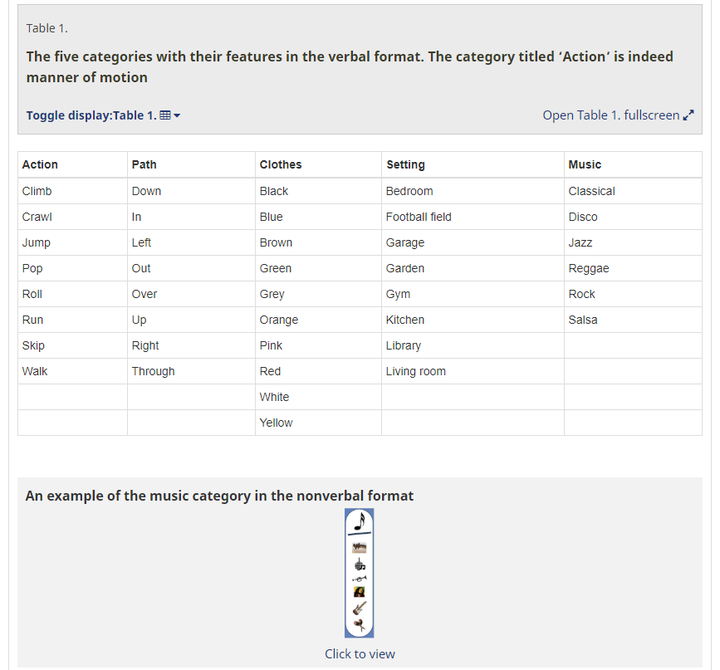 Table 1.
The five categories with their features in the verbal format. The category titled ‘Action’ is indeed
manner of motion
Toggle display:Table 1.
Open Table 1. fullscreen
Action Path Clothes Setting Music
Climb Down Black Bedroom Classical
Crawl In Blue Football field Disco
Jump Left Brown Garage Jazz
Pop Out Green Garden Reggae
Roll Over Grey Gym Rock
Run Up Orange Kitchen Salsa
Skip Right Pink Library
Walk Through Red Living room
White
Yellow
An example of the music category in the nonverbal format
Click to view